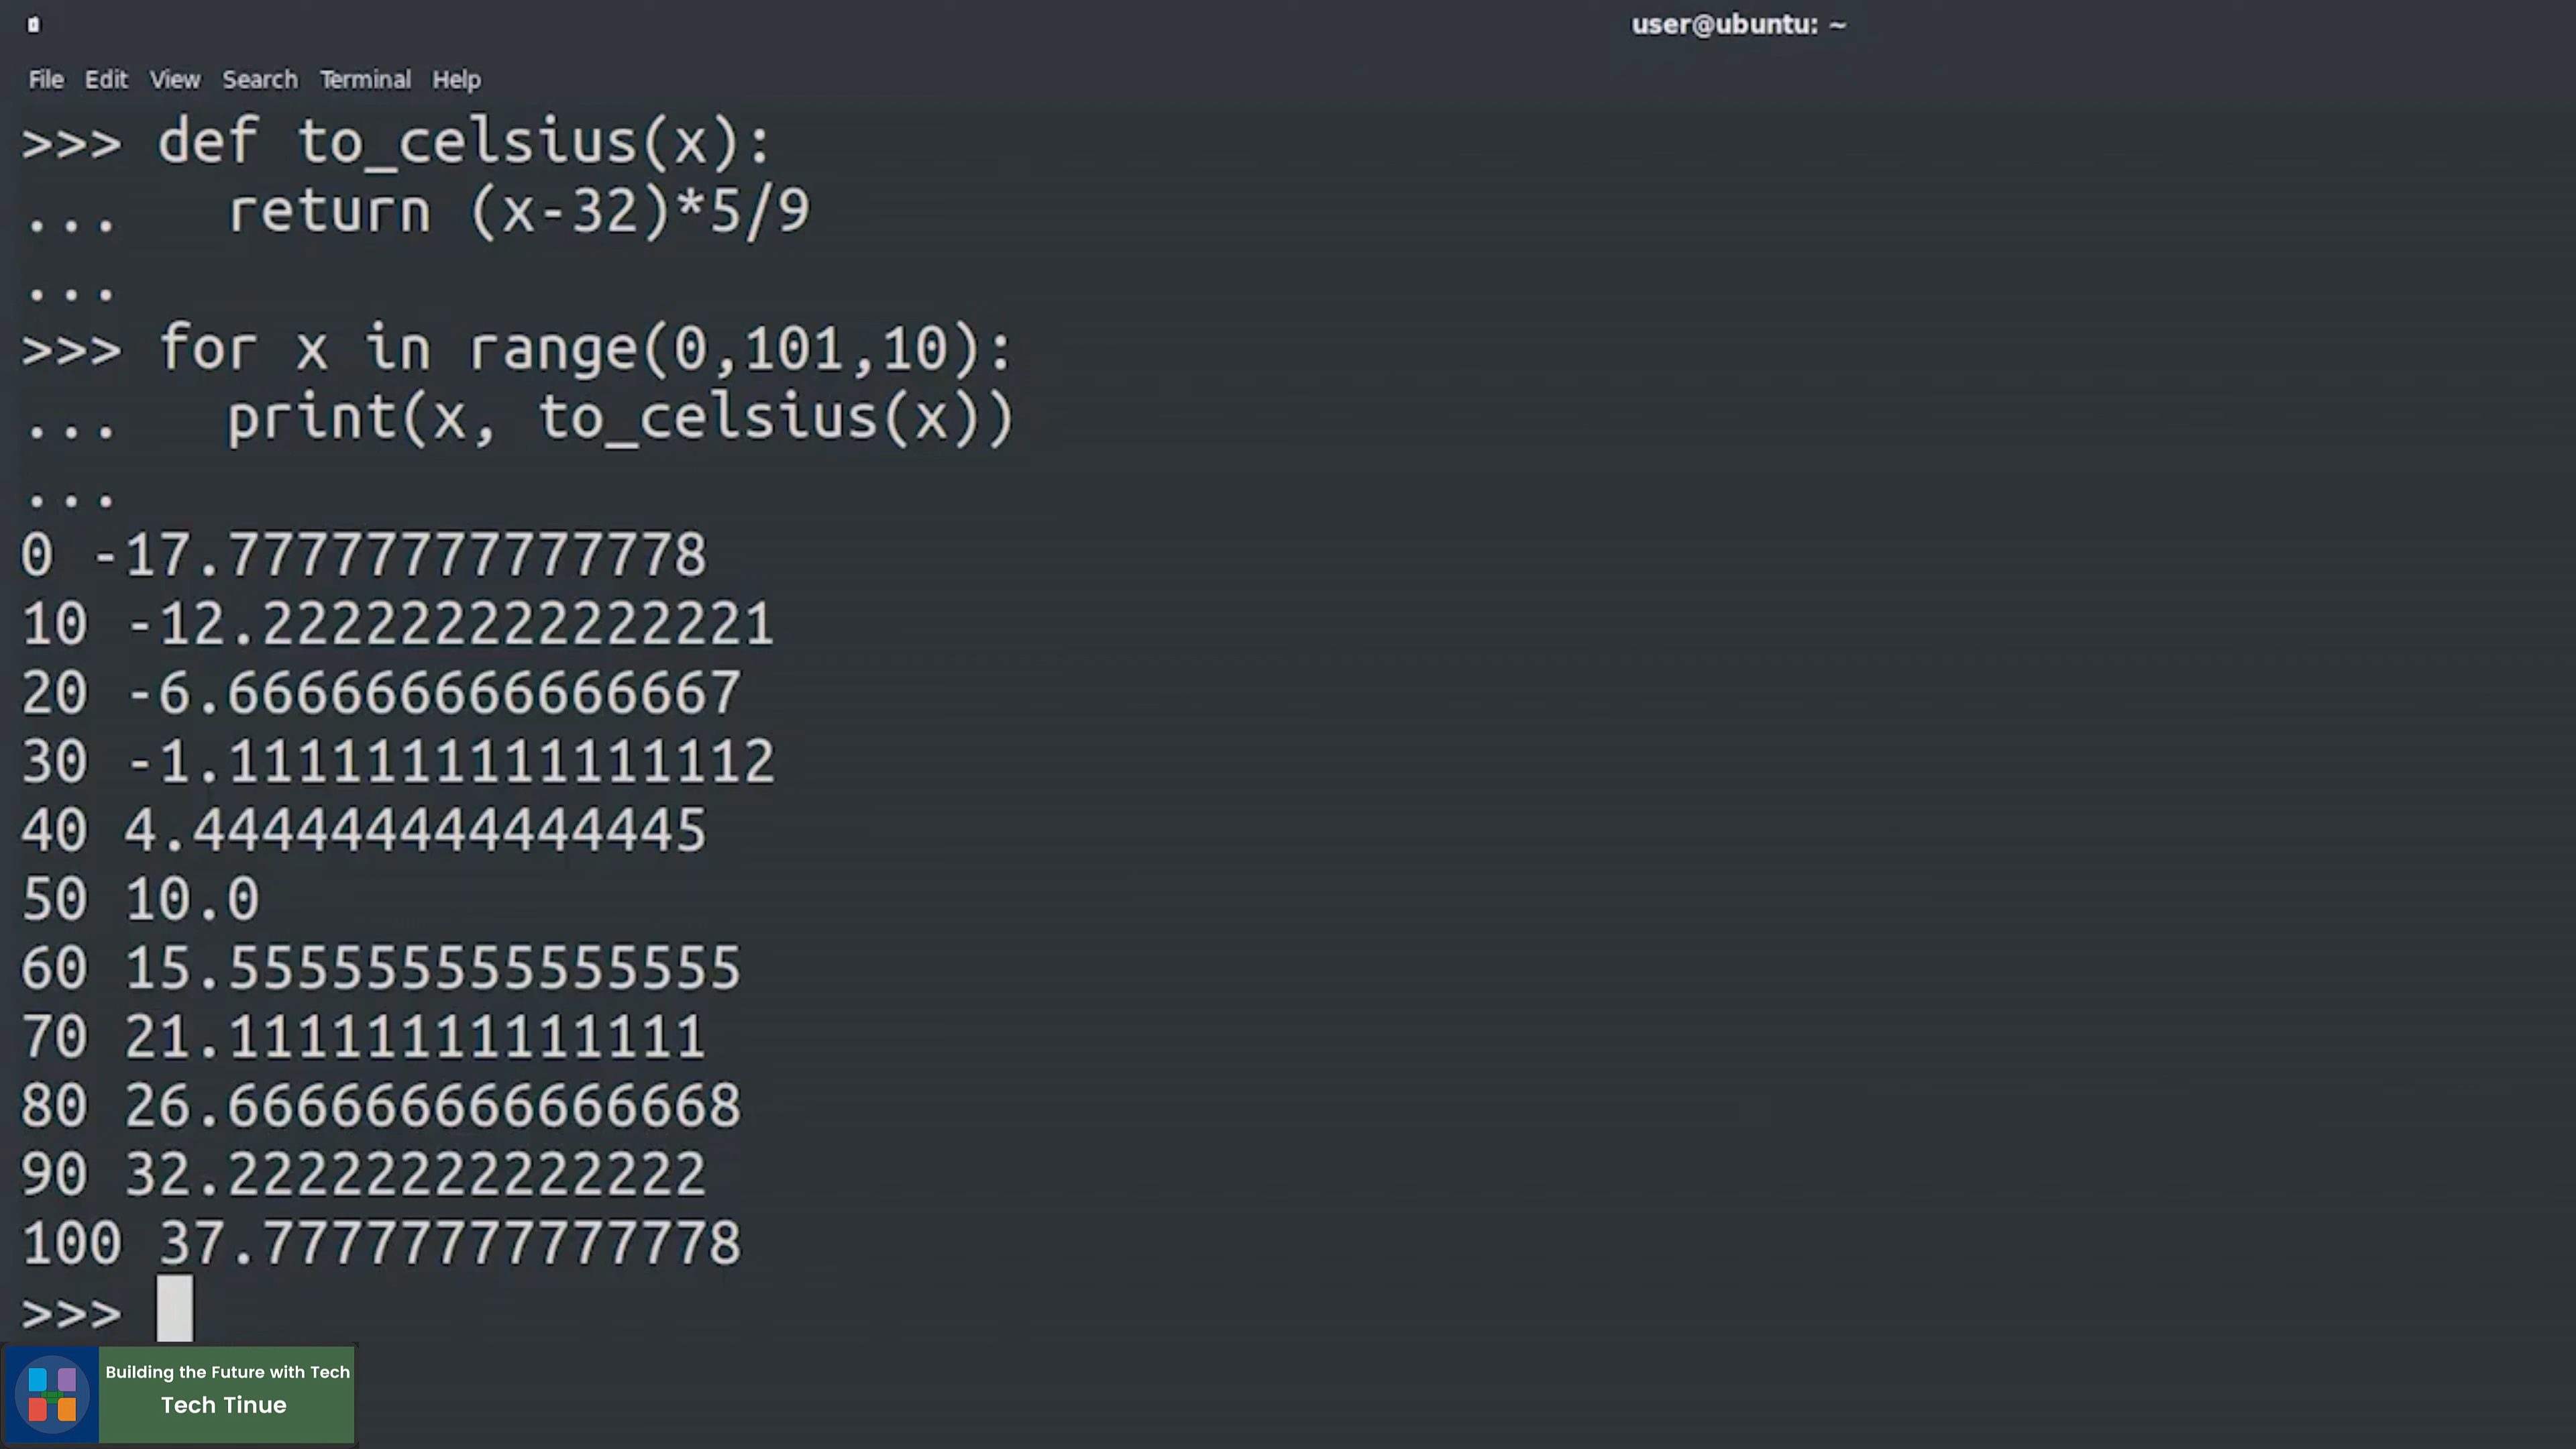 user@ubuntu: ~
File Edit View Search Terminal Help
>>> def to_celsius(x):
...   return (x-32)*5/9
...
>>> for x in range(0,101,10):
...   print(x, to_celsius(x))
...
0 -17.77777777777778
10 -12.222222222222221
20 -6.666666666666667
30 -1.1111111111111112
40 4.444444444444445
50 10.0
60 15.555555555555555
70 21.11111111111111
80 26.666666666666668
90 32.22222222222222
100 37.77777777777778
>>>
Building the Future with Tech
Tech Tinue